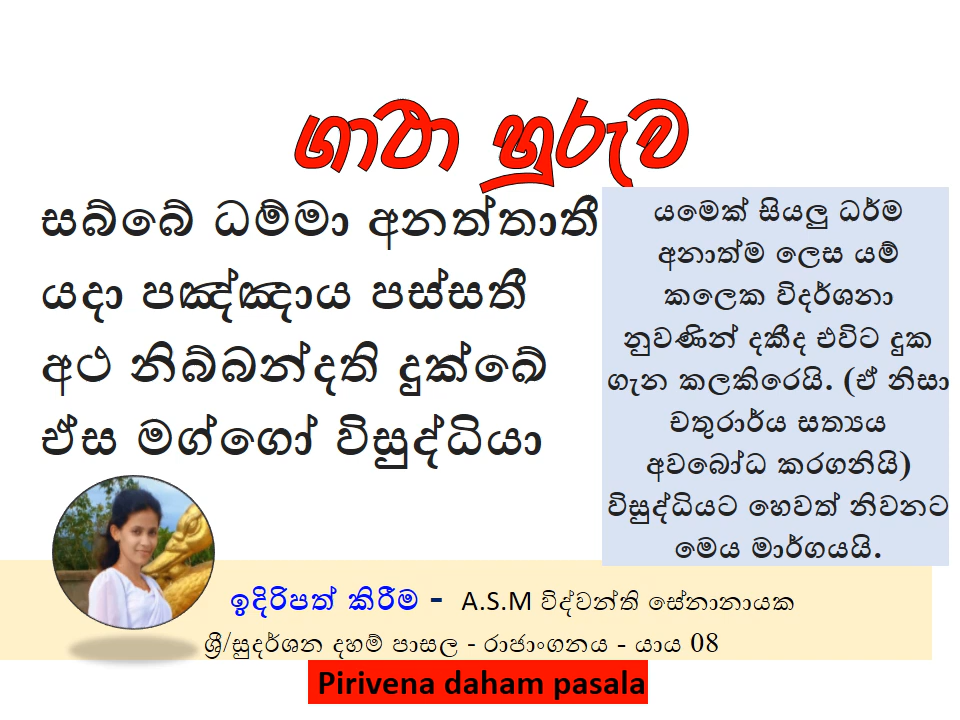 ගාථා හුරුව
සබ්බේ ධම්මා අනත්තාතී
යදා පඤ්ඤාය පස්සතී
අථ නිබ්බන්දති දුක්ඛේ
ඒස මග්ගෝ විසුද්ධියා
යමෙක් සියලු ධර්ම
අනාත්ම ලෙස යම්
කලෙක විදර්ශනා
නුවණින් දකීද එවිට දුක
ගැන කලකිරෙයි. (ඒ නිසා
චතුරාර්ය සත්‍යය
අවබෝධ කරගනියි)
විසුද්ධියට හෙවත් නිවනට
මෙය මාර්ගයයි.
ඉදිරිපත් කිරීම - A.S.M විද්වන්ති සේනානායක
ශ්‍රී/සුදර්ශන දහම් පාසල - රාජාංගනය - යාය 08
Pirivena daham pasala